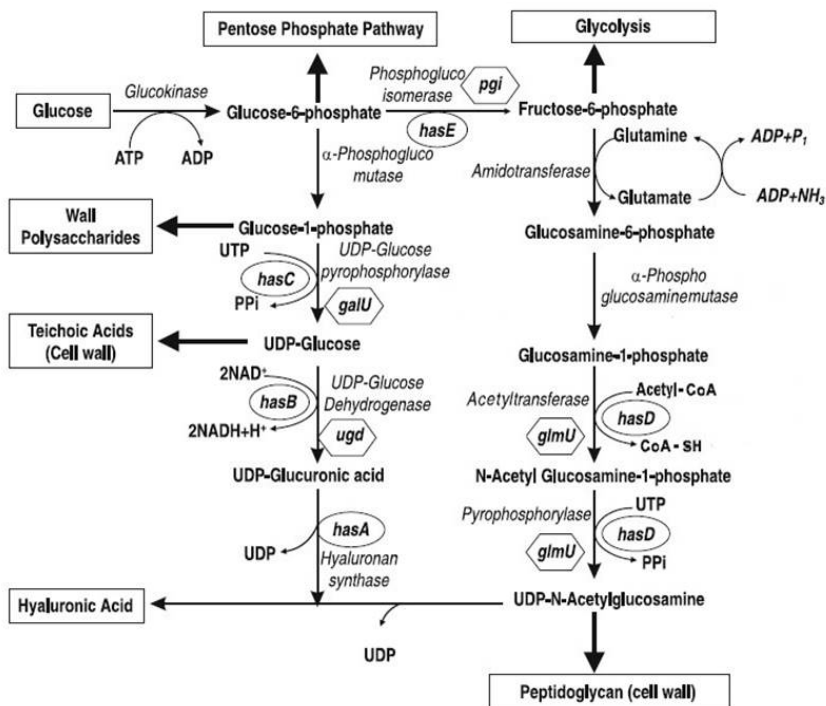 Pentose Phosphate Pathway
Glycolysis
Glucose
Glucokinase
ATP
ADP
Glucose-6-phosphate
Phosphogluco
isomerase
pgi
hasE
Fructose-6-phosphate
α-Phosphogluco
mutase
Amidotransferase
Glutamine
Glutamate
ADP+P₁
ADP+NH₃
Wall
Polysaccharides
Glucose-1-phosphate
Glucosamine-6-phosphate
UTP
hasC
PPi
UDP-Glucose
pyrophosphorylase
galU
α-Phospho
glucosaminemutase
Teichoic Acids
(Cell wall)
UDP-Glucose
Glucosamine-1-phosphate
2NAD⁺
hasB
2NADH+H⁺
UDP-Glucose
Dehydrogenase
ugd
Acetyltransferase
glmU
Acetyl-CoA
hasD
CoA-SH
UDP-Glucuronic acid
N-Acetyl Glucosamine-1-phosphate
hasA
UDP
Hyaluronan
synthase
Pyrophosphorylase
glmU
UTP
hasD
PPi
Hyaluronic Acid
UDP-N-Acetylglucosamine
UDP
Peptidoglycan (cell wall)